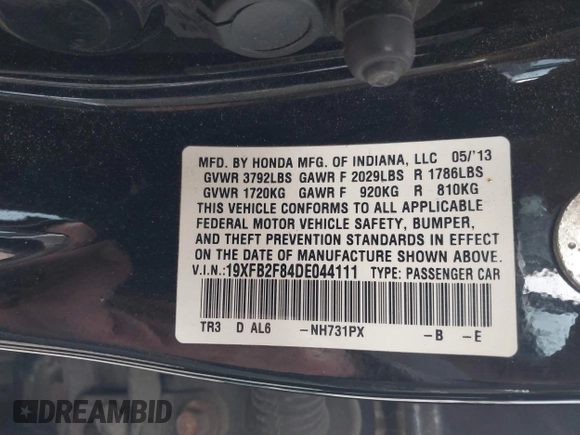 MFD. BY HONDA MFG. OF INDIANA, LLC 05/'13
GVWR 3792LBS GAWR F 2029LBS R 1786LBS
GVWR 1720KG GAWR F 920KG R 810KG
THIS VEHICLE CONFORMS TO ALL APPLICABLE
FEDERAL MOTOR VEHICLE SAFETY, BUMPER,
AND THEFT PREVENTION STANDARDS IN EFFECT
ON THE DATE OF MANUFACTURE SHOWN ABOVE.
V.I.N.:19XFB2F84DE044111 TYPE: PASSENGER CAR
TR3 D AL6 -NH731PX -B -E
DREAMBID